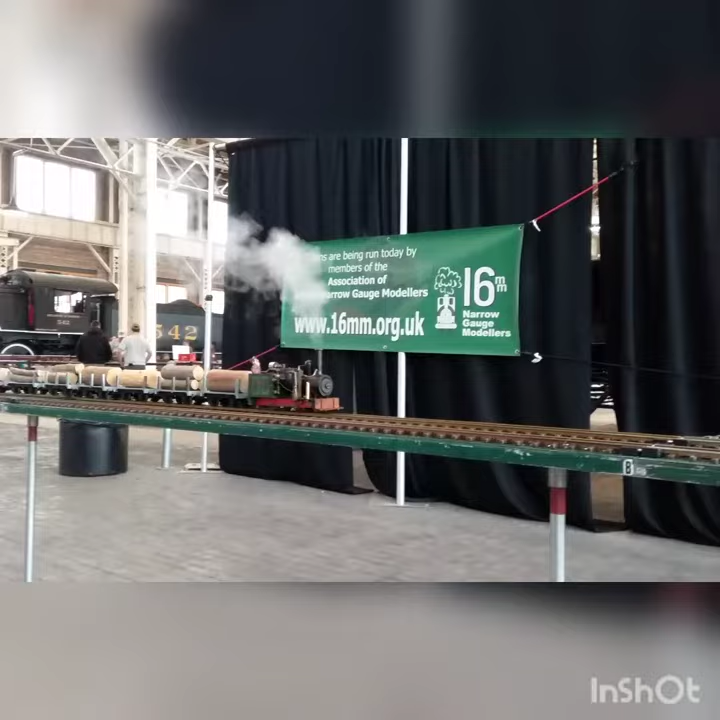 are being run today by
members of the
Association of
Narrow Gauge Modellers
www.16mm.org.uk
16mm
Narrow
Gauge
Modellers
542
542
B
InShOt